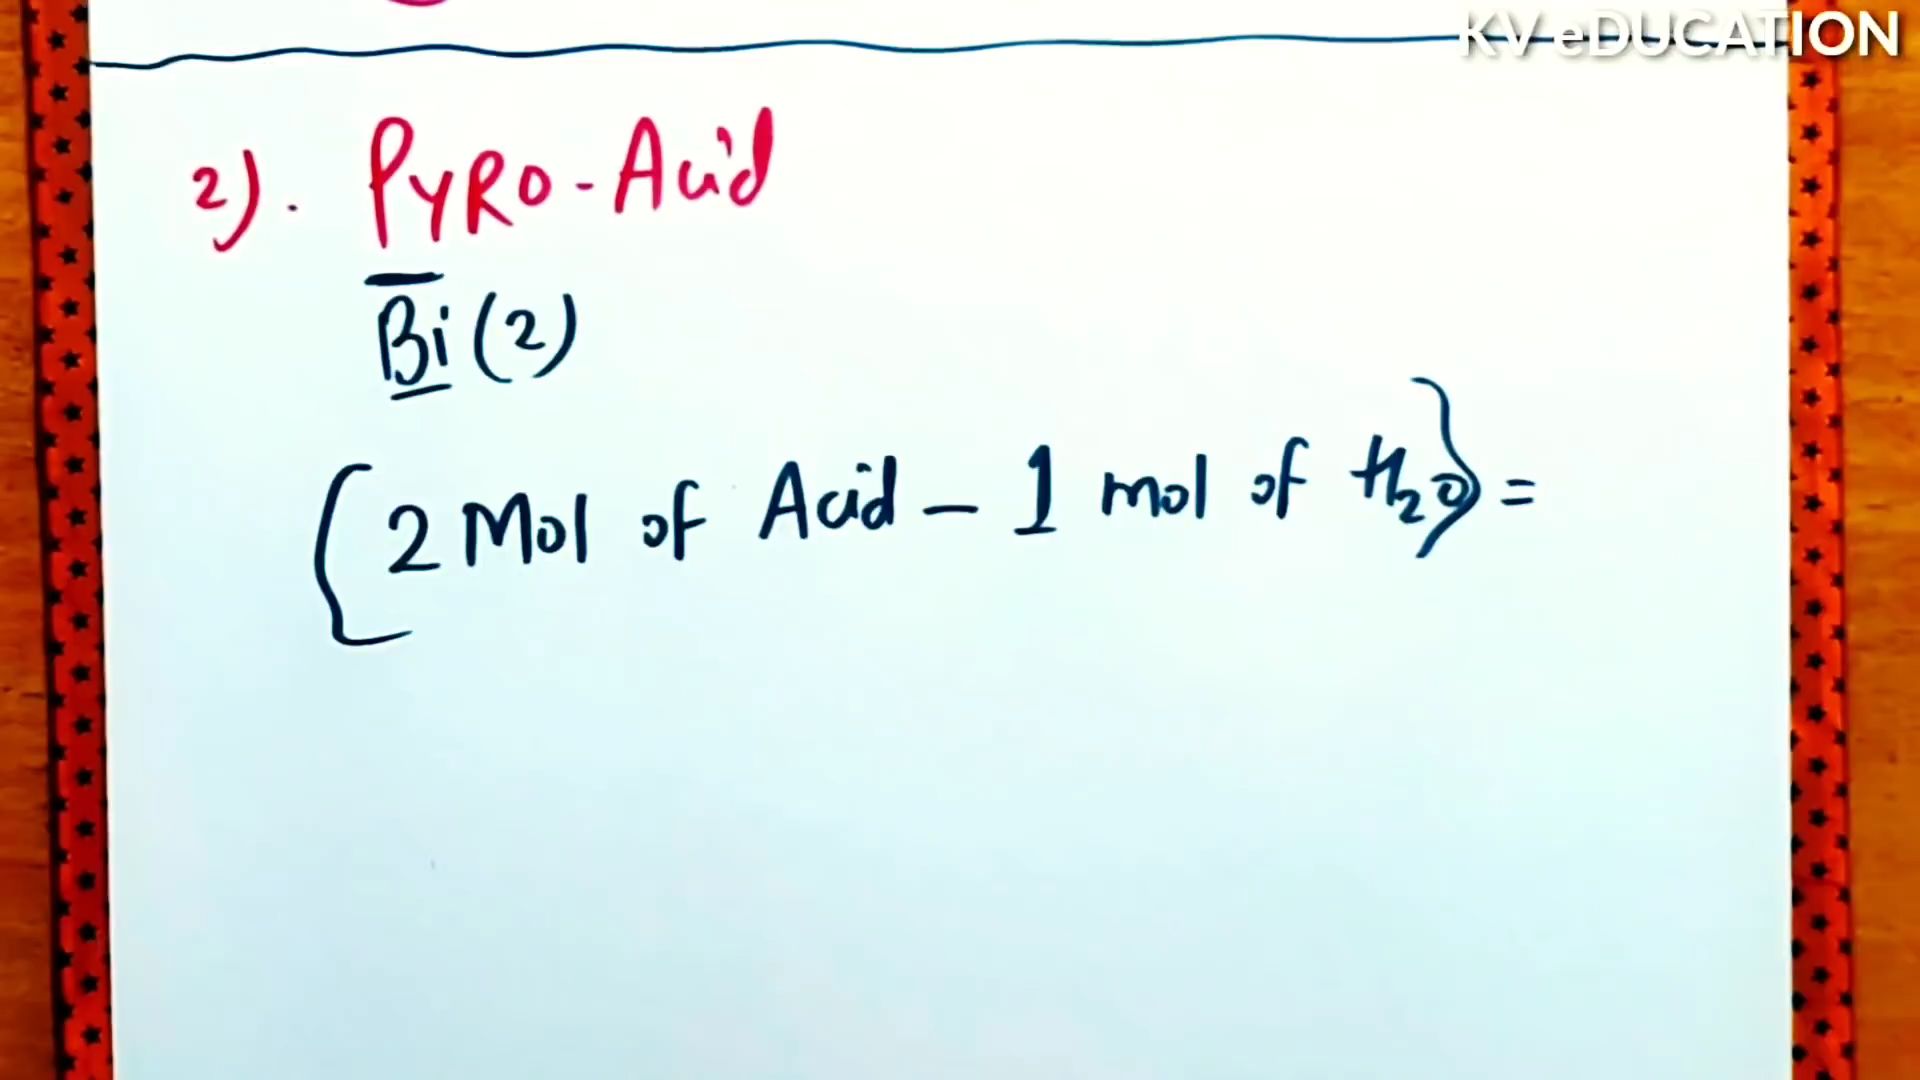 KV eDUCATION
2). PYRO-Acid
Bi (2)
{2 Mol of Acid - 1 mol of H₂O} =